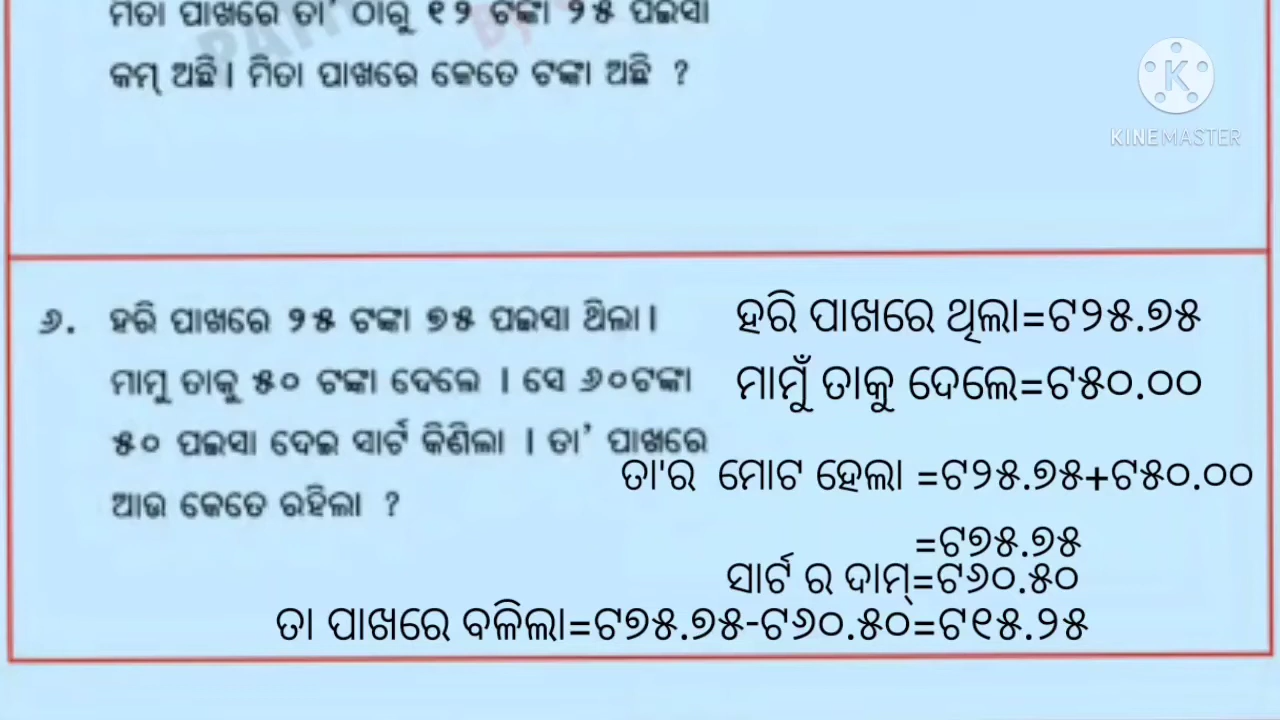 ମିତା ପାଖରେ ତା' ଠାରୁ ୧୨ ଟଙ୍କା ୨୫ ପଇସା
କମ୍ ଅଛି। ମିତା ପାଖରେ କେତେ ଟଙ୍କା ଅଛି ?
KINEMASTER
୬. ହରି ପାଖରେ ୨୫ ଟଙ୍କା ୭୫ ପଇସା ଥିଲା।
ମାମୁ ତାକୁ ୫୦ ଟଙ୍କା ଦେଲେ । ସେ ୬୦ଟଙ୍କା
୫୦ ପଇସା ଦେଇ ସାର୍ଟ କିଣିଲା । ତା' ପାଖରେ
ଆଉ କେତେ ରହିଲା ?
ହରି ପାଖରେ ଥିଲା=ଟ୨୫.୭୫
ମାମୁଁ ତାକୁ ଦେଲେ=ଟ୫୦.୦୦
ତା'ର ମୋଟ ହେଲା =ଟ୨୫.୭୫+ଟ୫୦.୦୦
=ଟ୭୫.୭୫
ସାର୍ଟ ର ଦାମ୍=ଟ୬୦.୫୦
ତା ପାଖରେ ବଳିଲା=ଟ୭୫.୭୫-ଟ୬୦.୫୦=ଟ୧୫.୨୫